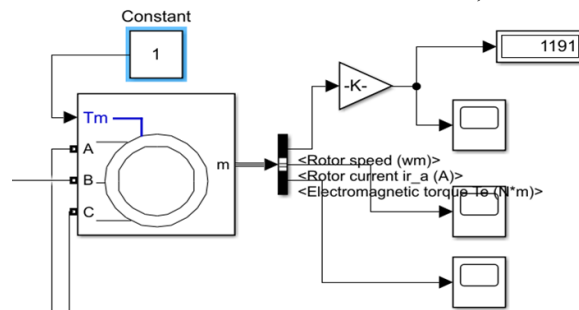 Constant
1
-K-
1191
Tm
A
B
C
m
<Rotor speed (wm)>
<Rotor current ir_a (A)>
<Electromagnetic torque Te (N*m)>